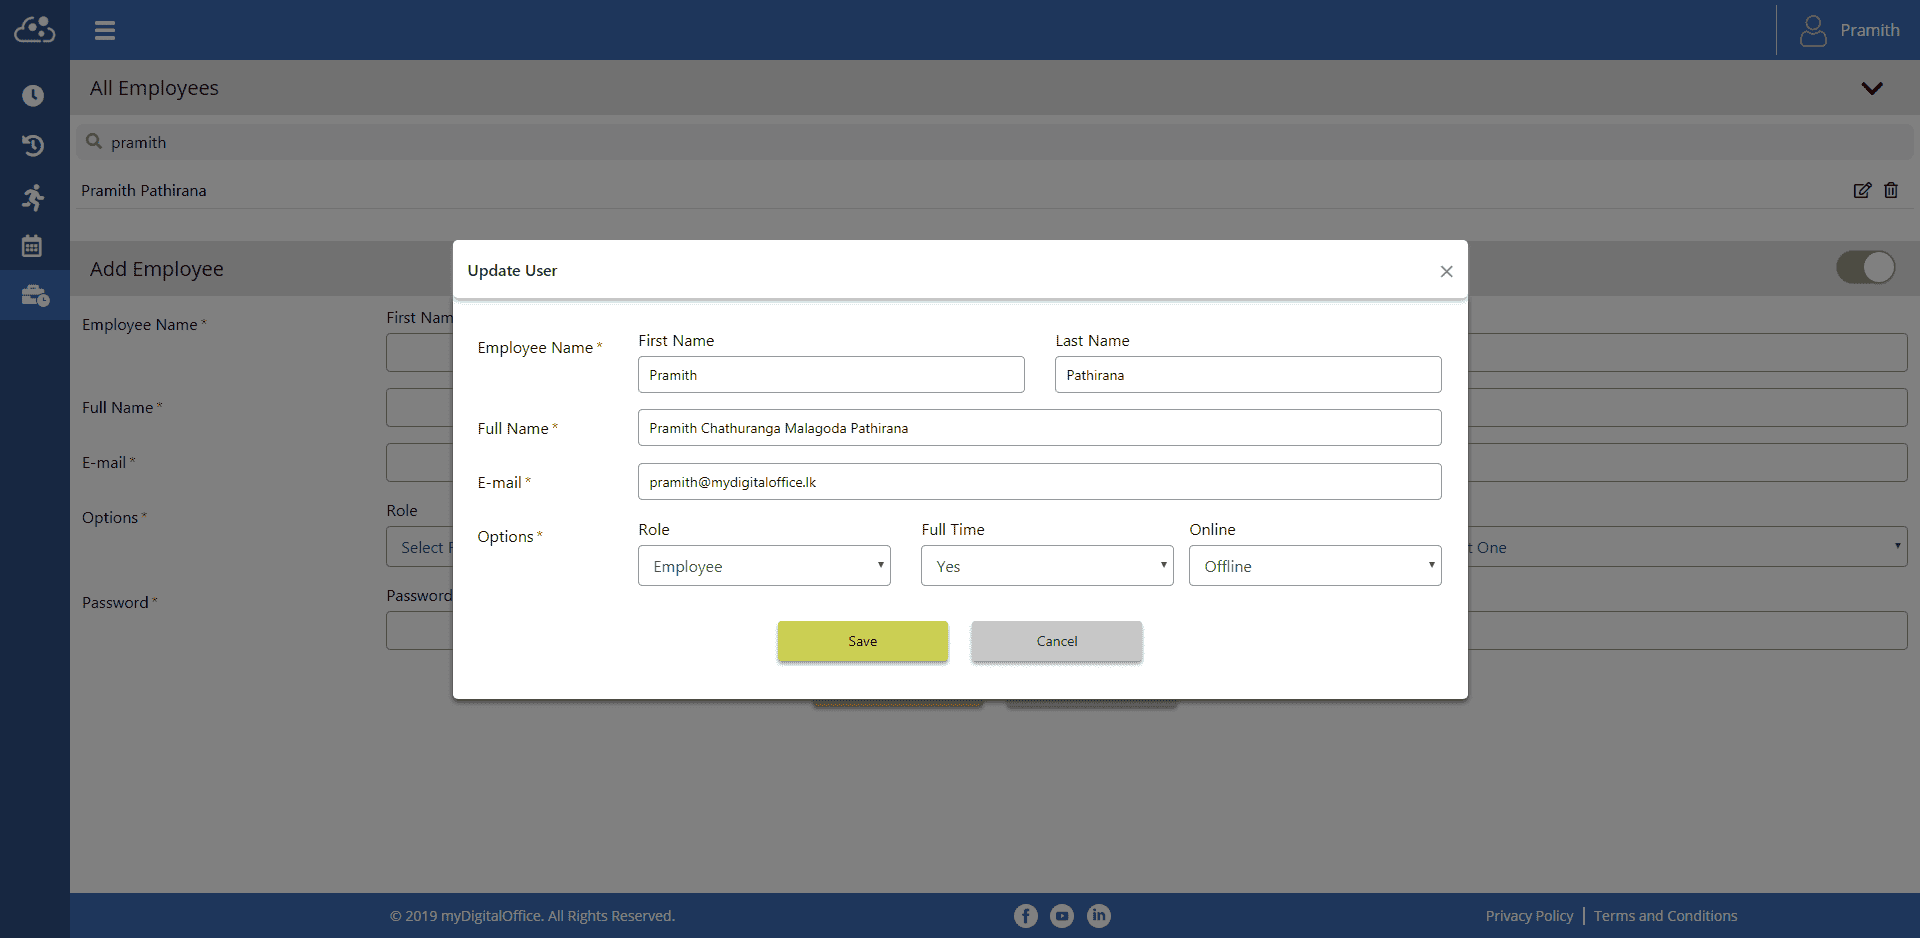 Pramith
All Employees
pramith
Pramith Pathirana
Add Employee
Update User
Employee Name *
First Nam
Employee Name *
First Name
Last Name
Pramith
Pathirana
Full Name *
Full Name *
Pramith Chathuranga Malagoda Pathirana
E-mail *
E-mail *
pramith@mydigitaloffice.lk
Options *
Role
Select
One
Options *
Role
Full Time
Online
Employee
Yes
Offline
Password *
Password
Save
Cancel
© 2019 myDigitalOffice. All Rights Reserved.
Privacy Policy | Terms and Conditions